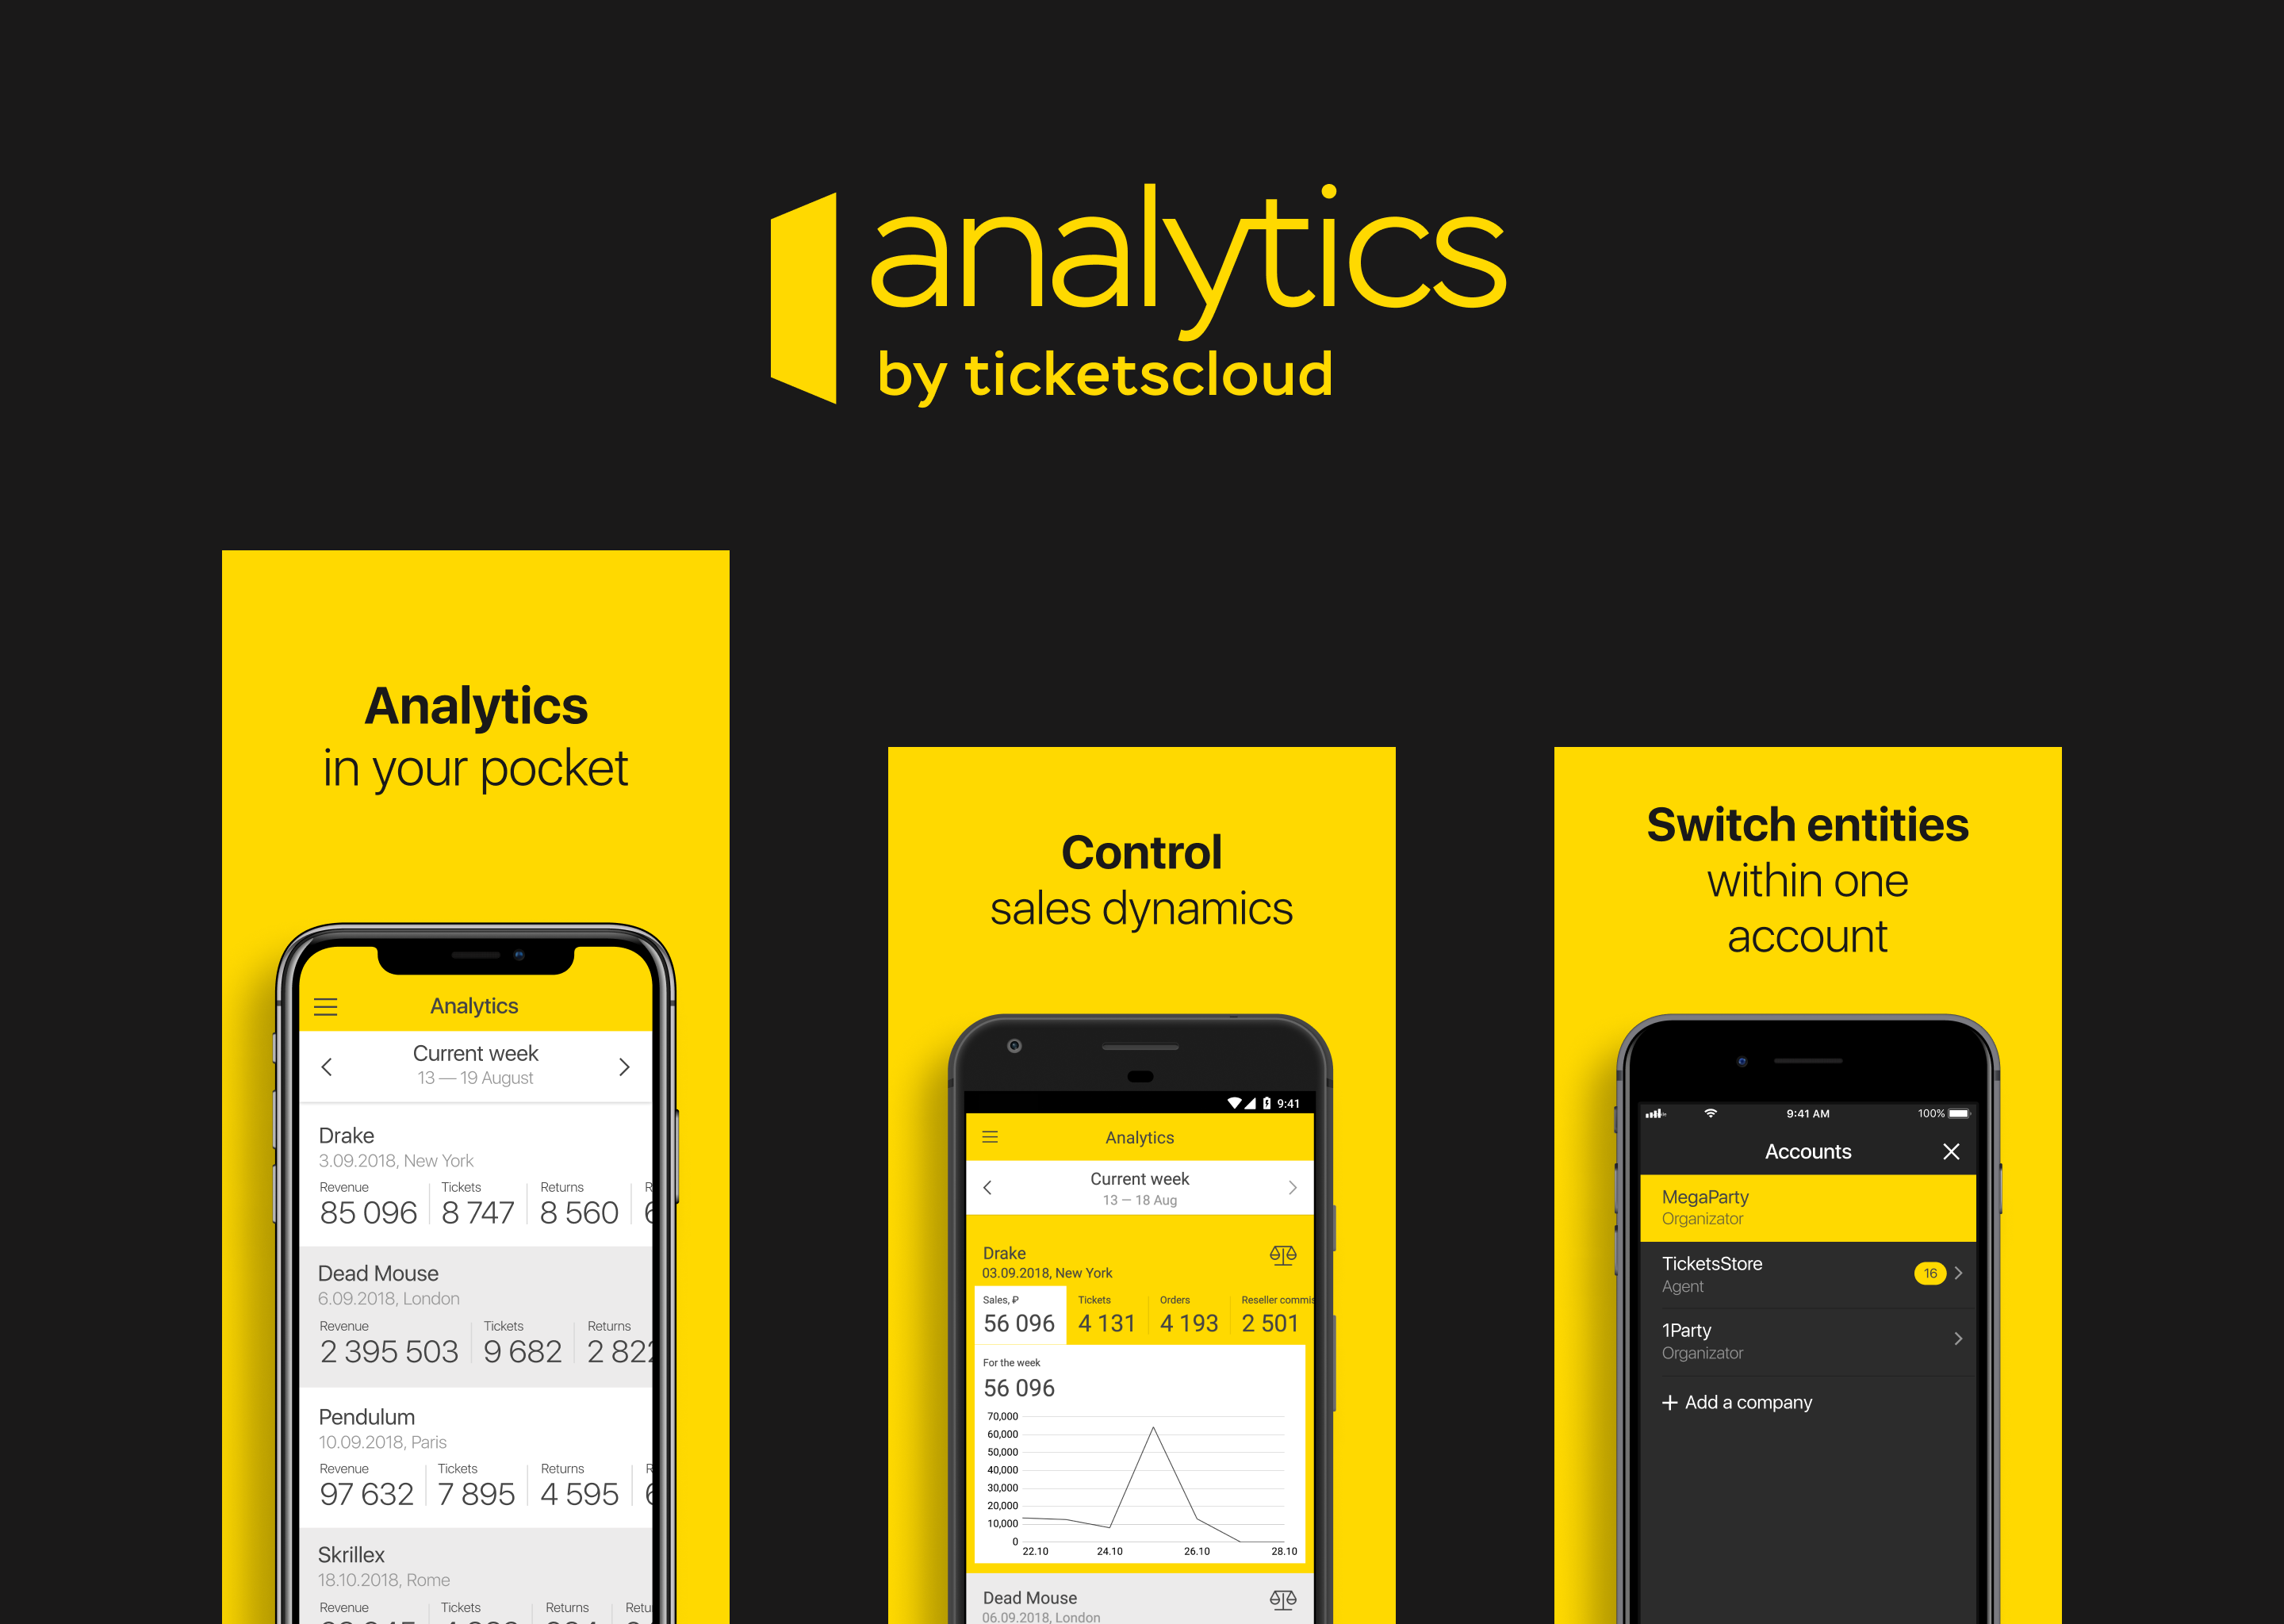 analytics
by ticketscloud
Analytics
in your pocket
Analytics
Current week
13 — 19 August
Drake
3.09.2018, New York
Revenue Tickets Returns
85 096 8 747 8 560
Dead Mouse
6.09.2018, London
Revenue Tickets Returns
2 395 503 9 682 2 822
Pendulum
10.09.2018, Paris
Revenue Tickets Returns
97 632 7 895 4 595
Skrillex
18.10.2018, Rome
Revenue Tickets Returns
Control
sales dynamics
9:41
Analytics
Current week
13 — 18 Aug
Drake
03.09.2018, New York
Sales, ₽ Tickets Orders Reseller commis
56 096 4 131 4 193 2 501
For the week
56 096
70,000
60,000
50,000
40,000
30,000
20,000
10,000
0
22.10 24.10 26.10 28.10
Dead Mouse
06.09.2018, London
Switch entities
within one
account
9:41 AM 100%
Accounts
MegaParty
Organizator
TicketsStore
Agent
16
1Party
Organizator
+ Add a company